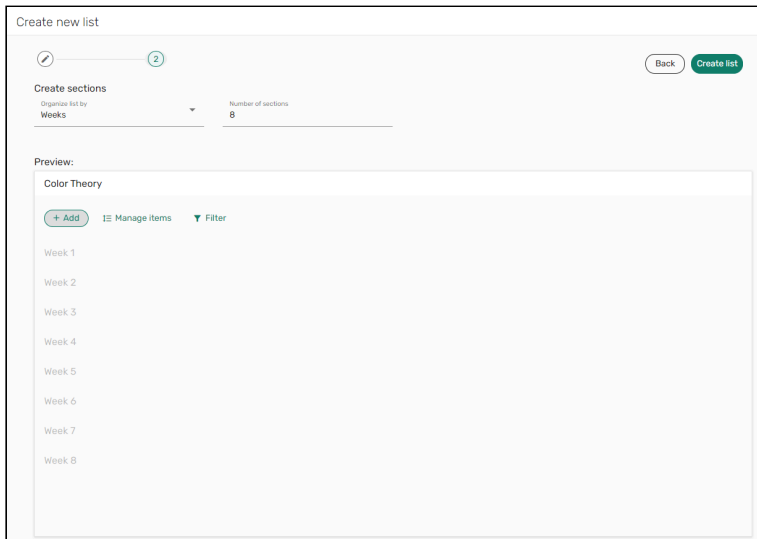 Create new list
2
Back
Create list
Create sections
Organize list by
Weeks
Number of sections
8
Preview:
Color Theory
+ Add
Manage items
Filter
Week 1
Week 2
Week 3
Week 4
Week 5
Week 6
Week 7
Week 8